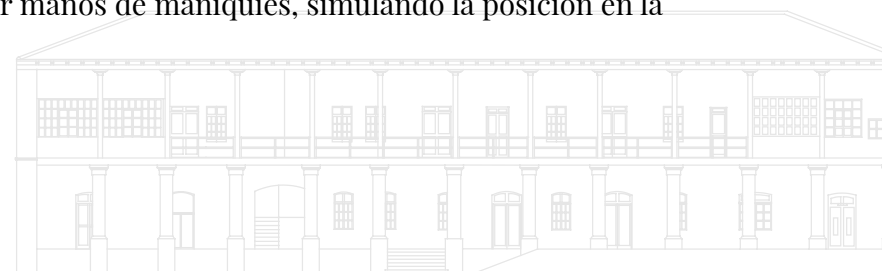 r manos de maniquíes, simulando la posición en la